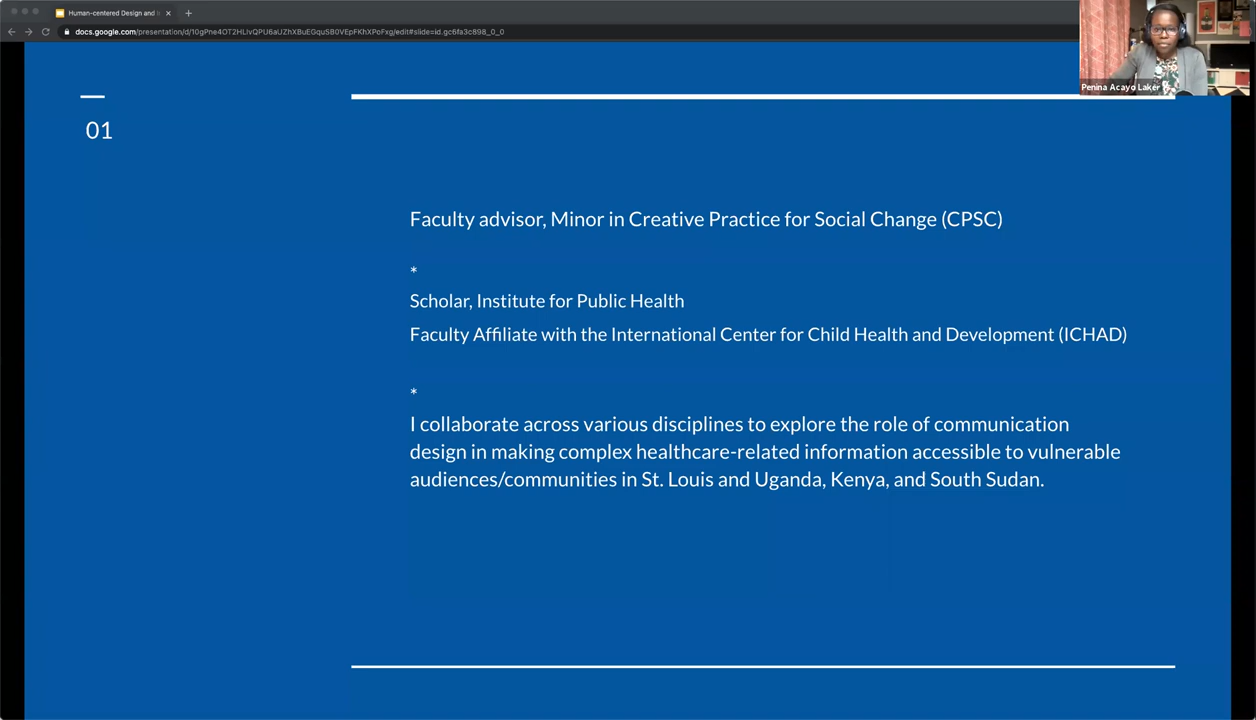 Human-centered Design and
docs.google.com/presentation/d/10gPne4OT2HLivQPU6aUZhXBuEGquSB0VEpFKhXPoFxg/edit#slide=id.gc6fa3c898_0_0
Penina Acayo Laker
01
Faculty advisor, Minor in Creative Practice for Social Change (CPSC)
*
Scholar, Institute for Public Health
Faculty Affiliate with the International Center for Child Health and Development (ICHAD)
*
I collaborate across various disciplines to explore the role of communication
design in making complex healthcare-related information accessible to vulnerable
audiences/communities in St. Louis and Uganda, Kenya, and South Sudan.